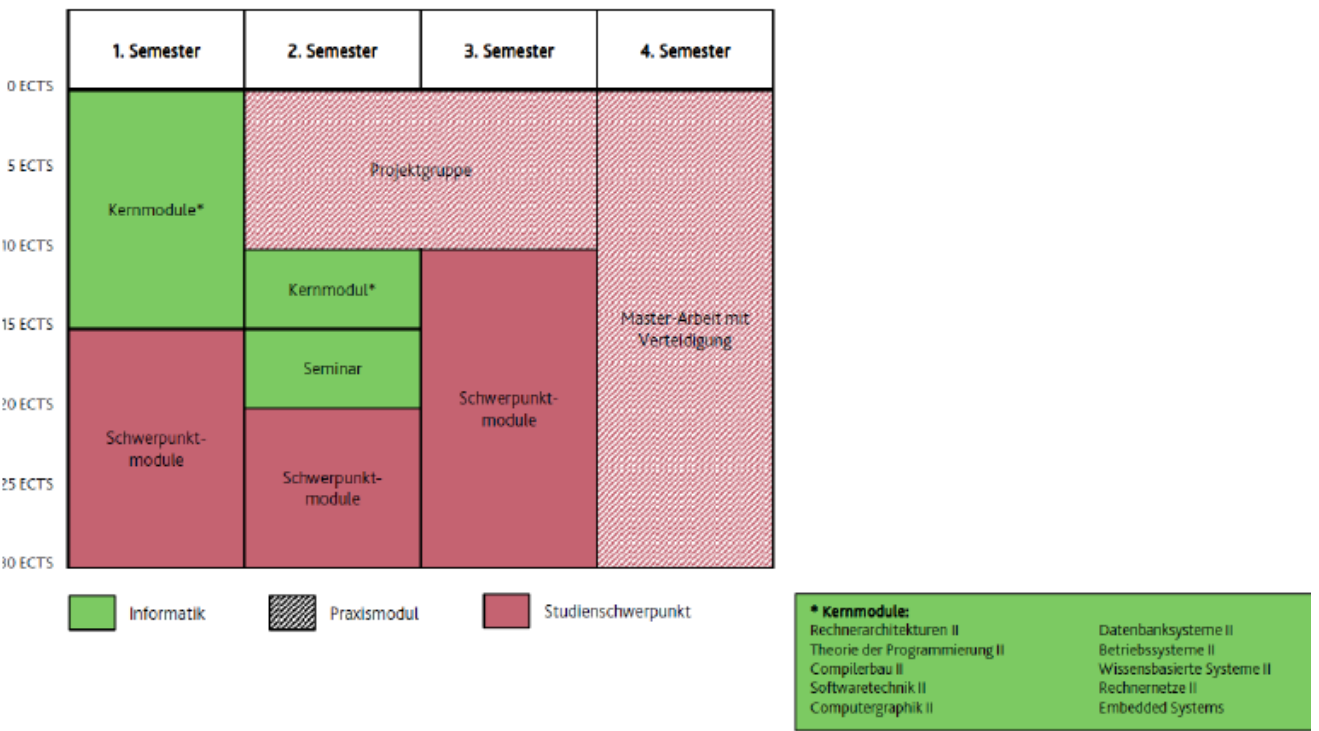 1. Semester
2. Semester
3. Semester
4. Semester
0 ECTS
5 ECTS
10 ECTS
15 ECTS
20 ECTS
25 ECTS
30 ECTS
Kernmodule*
Schwerpunkt-
module
Projektgruppe
Kernmodul*
Seminar
Schwerpunkt-
module
Schwerpunkt-
module
Master-Arbeit mit
Verteidigung
Informatik
Praxismodul
Studienschwerpunkt
* Kernmodule:
Rechnerarchitekturen II
Theorie der Programmierung II
Compilerbau II
Softwaretechnik II
Computergraphik II
Datenbanksysteme II
Betriebssysteme II
Wissensbasierte Systeme II
Rechnernetze II
Embedded Systems